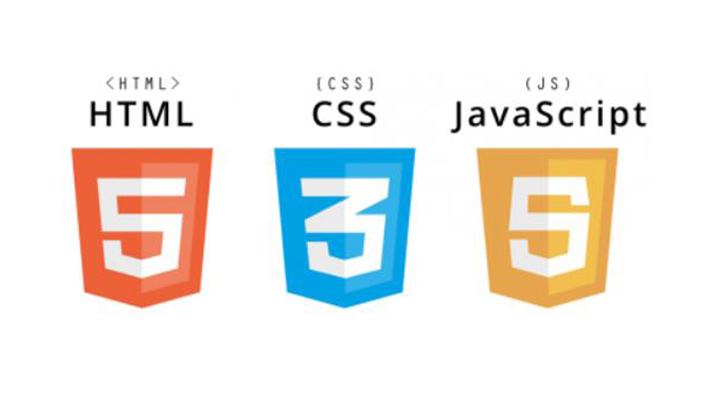 <HTML> {CSS} (JS)
HTML CSS JavaScript
5 3 5